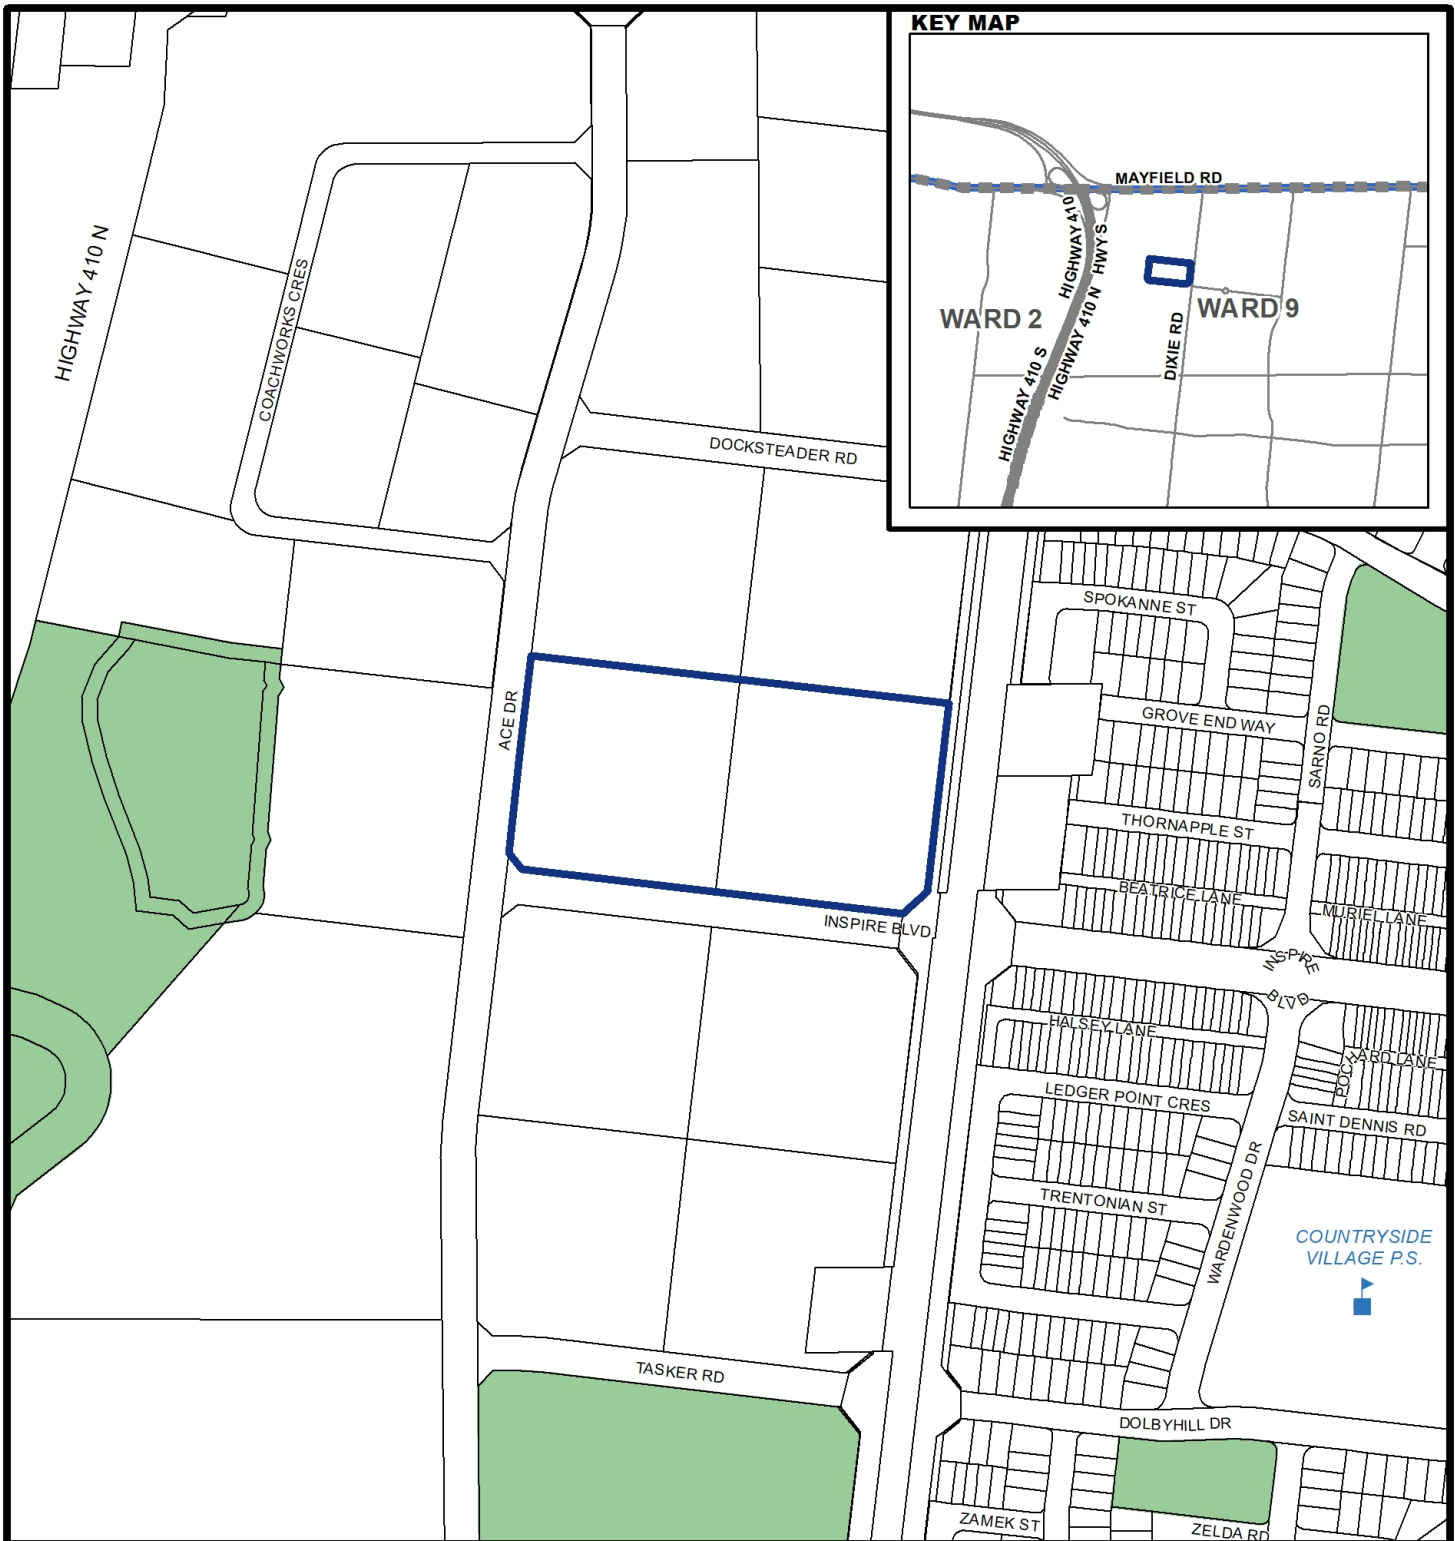 KEY MAP
MAYFIELD RD
HIGHWAY 410
HWY S
HIGHWAY 410 N
HIGHWAY 410 S
WARD 2
WARD 9
DIXIE RD
HIGHWAY 410 N
COACHWORKS CRES
DOCKSTEADER RD
SPOKANNE ST
GROVE END WAY
SARNO RD
ACE DR
THORNAPPLE ST
BEATRICE LANE
MURIEL LANE
INSPIRE BLVD
INSPIRE
BLVD
HALSEY LANE
POCHARD LANE
LEDGER POINT CRES
SAINT DENNIS RD
TRENTONIAN ST
WARDENWOOD DR
COUNTRYSIDE
VILLAGE P.S.
TASKER RD
DOLBYHILL DR
ZAMEK ST
ZELDA RD